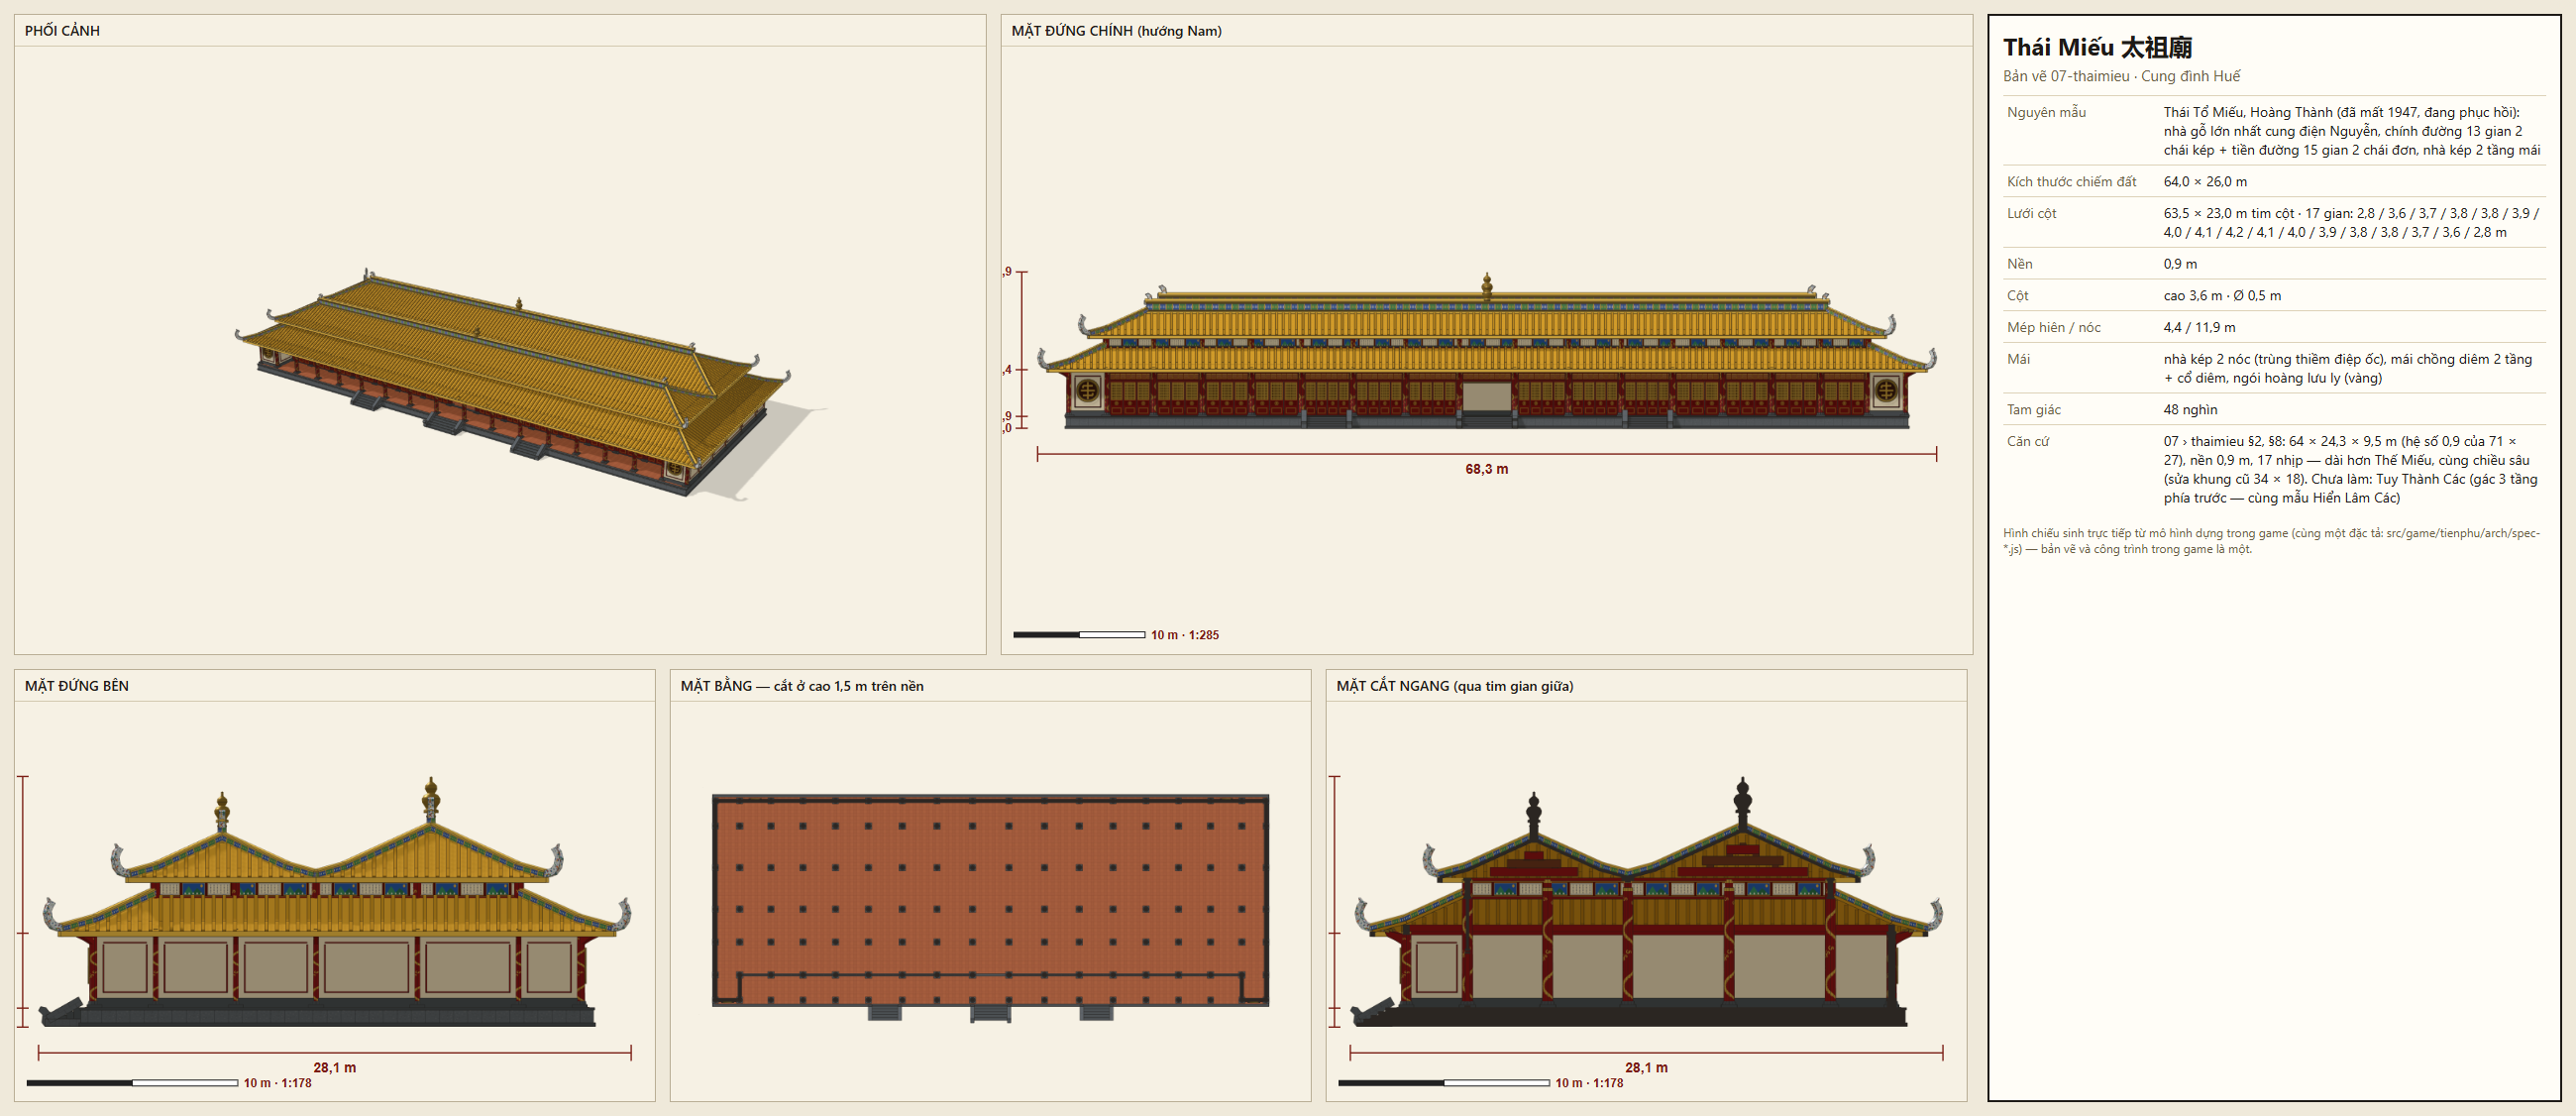 PHỐI CẢNH
MẶT ĐỨNG CHÍNH (hướng Nam)
,9
,4
,9
,0
68,3 m
10 m · 1:285
MẶT ĐỨNG BÊN
28,1 m
10 m · 1:178
MẶT BẰNG — cắt ở cao 1,5 m trên nền
MẶT CẮT NGANG (qua tim gian giữa)
28,1 m
10 m · 1:178
Thái Miếu 太祖廟
Bản vẽ 07-thaimieu · Cung đình Huế
Nguyên mẫu
Thái Tổ Miếu, Hoàng Thành (đã mất 1947, đang phục hồi):
nhà gỗ lớn nhất cung điện Nguyễn, chính đường 13 gian 2
chái kép + tiền đường 15 gian 2 chái đơn, nhà kép 2 tầng mái
Kích thước chiếm đất
64,0 × 26,0 m
Lưới cột
63,5 × 23,0 m tim cột · 17 gian: 2,8 / 3,6 / 3,7 / 3,8 / 3,8 / 3,9 /
4,0 / 4,1 / 4,2 / 4,1 / 4,0 / 3,9 / 3,8 / 3,8 / 3,7 / 3,6 / 2,8 m
Nền
0,9 m
Cột
cao 3,6 m · Ø 0,5 m
Mép hiên / nóc
4,4 / 11,9 m
Mái
nhà kép 2 nóc (trùng thiềm điệp ốc), mái chồng diêm 2 tầng
+ cổ diêm, ngói hoàng lưu ly (vàng)
Tam giác
48 nghìn
Căn cứ
07 › thaimieu §2, §8: 64 × 24,3 × 9,5 m (hệ số 0,9 của 71 ×
27), nền 0,9 m, 17 nhịp — dài hơn Thế Miếu, cùng chiều sâu
(sửa khung cũ 34 × 18). Chưa làm: Tuy Thành Các (gác 3 tầng
phía trước — cùng mẫu Hiển Lâm Các)
Hình chiếu sinh trực tiếp từ mô hình dựng trong game (cùng một đặc tả: src/game/tienphu/arch/spec-
*.js) — bản vẽ và công trình trong game là một.